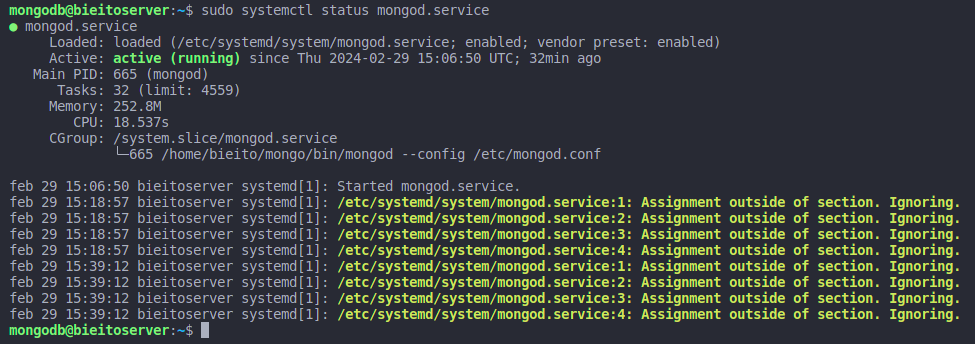 mongodb@bieitoserver:~$ sudo systemctl status mongod.service
● mongod.service
     Loaded: loaded (/etc/systemd/system/mongod.service; enabled; vendor preset: enabled)
     Active: active (running) since Thu 2024-02-29 15:06:50 UTC; 32min ago
   Main PID: 665 (mongod)
      Tasks: 32 (limit: 4559)
     Memory: 252.8M
        CPU: 18.537s
     CGroup: /system.slice/mongod.service
             └─665 /home/bieito/mongo/bin/mongod --config /etc/mongod.conf

feb 29 15:06:50 bieitoserver systemd[1]: Started mongod.service.
feb 29 15:18:57 bieitoserver systemd[1]: /etc/systemd/system/mongod.service:1: Assignment outside of section. Ignoring.
feb 29 15:18:57 bieitoserver systemd[1]: /etc/systemd/system/mongod.service:2: Assignment outside of section. Ignoring.
feb 29 15:18:57 bieitoserver systemd[1]: /etc/systemd/system/mongod.service:3: Assignment outside of section. Ignoring.
feb 29 15:18:57 bieitoserver systemd[1]: /etc/systemd/system/mongod.service:4: Assignment outside of section. Ignoring.
feb 29 15:39:12 bieitoserver systemd[1]: /etc/systemd/system/mongod.service:1: Assignment outside of section. Ignoring.
feb 29 15:39:12 bieitoserver systemd[1]: /etc/systemd/system/mongod.service:2: Assignment outside of section. Ignoring.
feb 29 15:39:12 bieitoserver systemd[1]: /etc/systemd/system/mongod.service:3: Assignment outside of section. Ignoring.
feb 29 15:39:12 bieitoserver systemd[1]: /etc/systemd/system/mongod.service:4: Assignment outside of section. Ignoring.
mongodb@bieitoserver:~$